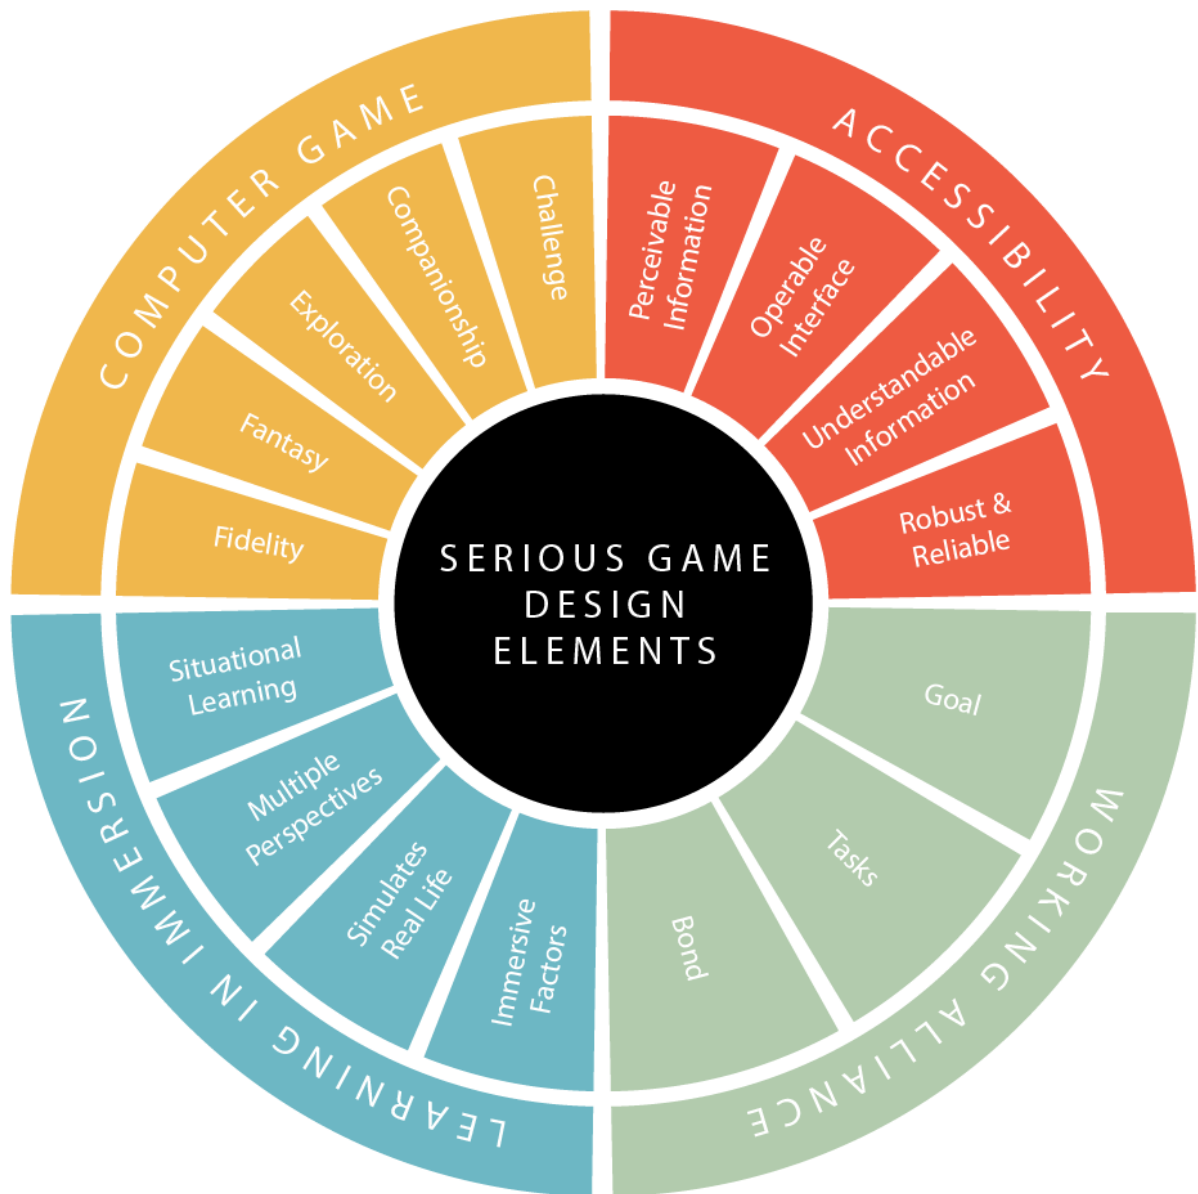 SERIOUS GAME
DESIGN
ELEMENTS
COMPUTER GAME
Fidelity
Fantasy
Exploration
Companionship
Challenge
ACCESSIBILITY
Perceivable
Information
Operable
Interface
Understandable
Information
Robust &
Reliable
WORKING ALLIANCE
Goal
Tasks
Bond
LEARNING IN IMMERSION
Immersive
Factors
Simulates
Real Life
Multiple
Perspectives
Situational
Learning